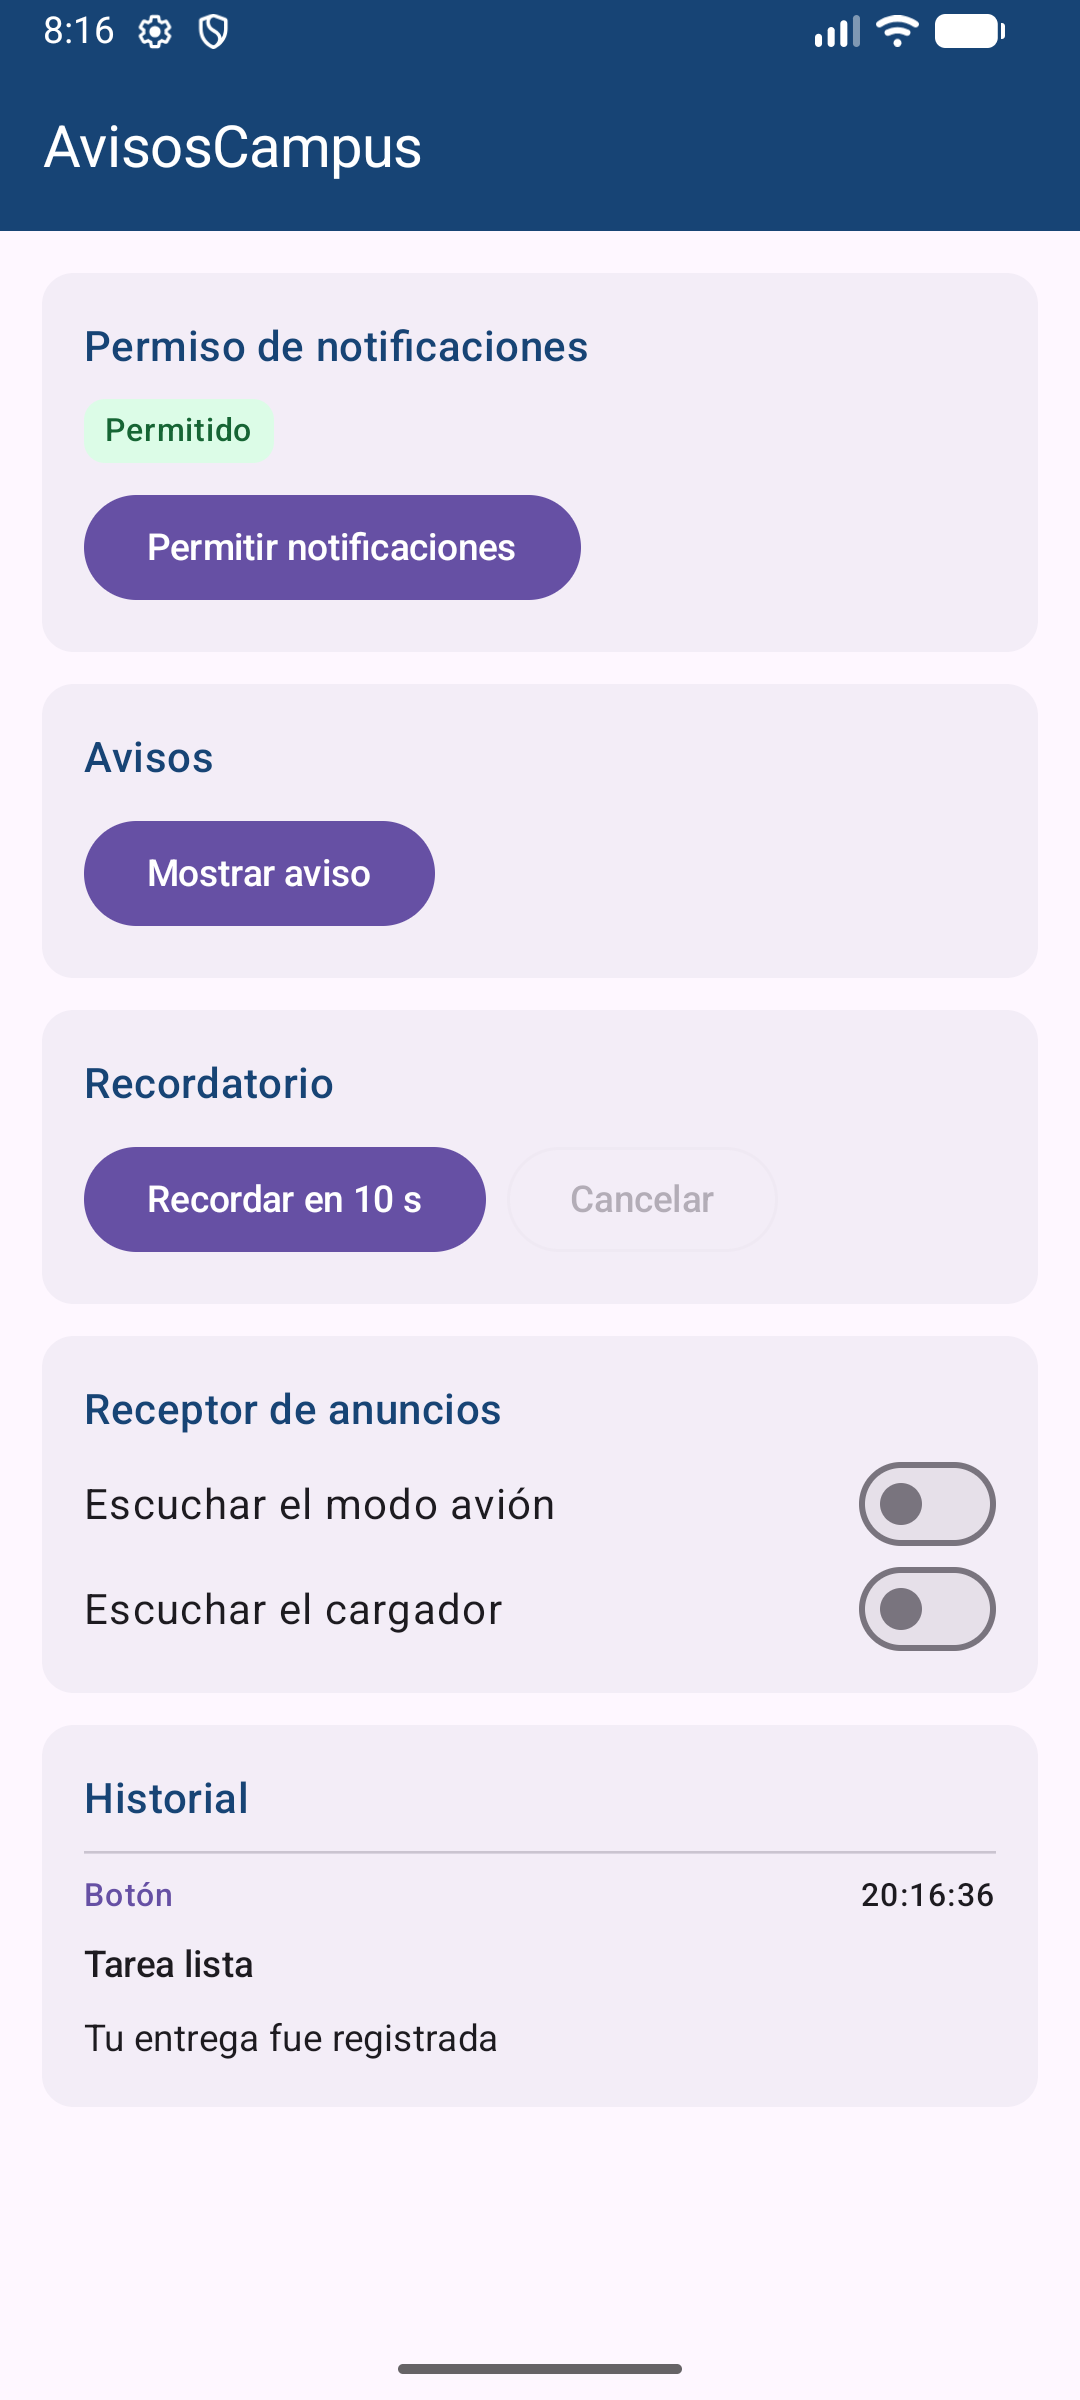 8:16
AvisosCampus
Permiso de notificaciones
Permitido
Permitir notificaciones
Avisos
Mostrar aviso
Recordatorio
Recordar en 10 s
Cancelar
Receptor de anuncios
Escuchar el modo avión
Escuchar el cargador
Historial
Botón 20:16:36
Tarea lista
Tu entrega fue registrada